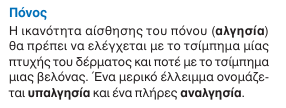 Πόνος
Η ικανότητα αίσθησης του πόνου (αλγησία)
θα πρέπει να ελέγχεται με το τσίμπημα μίας
πτυχής του δέρματος και ποτέ με το τσίμπημα
μιας βελόνας. Ένα μερικό έλλειμμα ονομάζε-
ται υπαλγησία και ένα πλήρες αναλγησία.